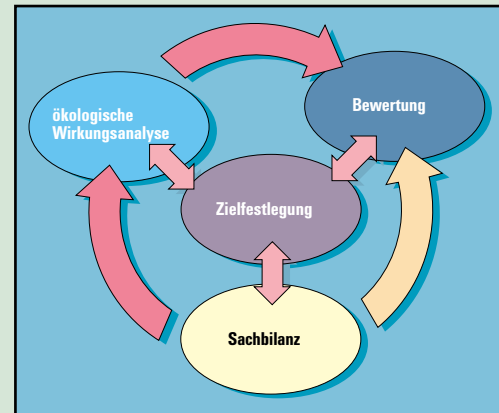 ökologische
Wirkungsanalyse
Bewertung
Zielfestlegung
Sachbilanz